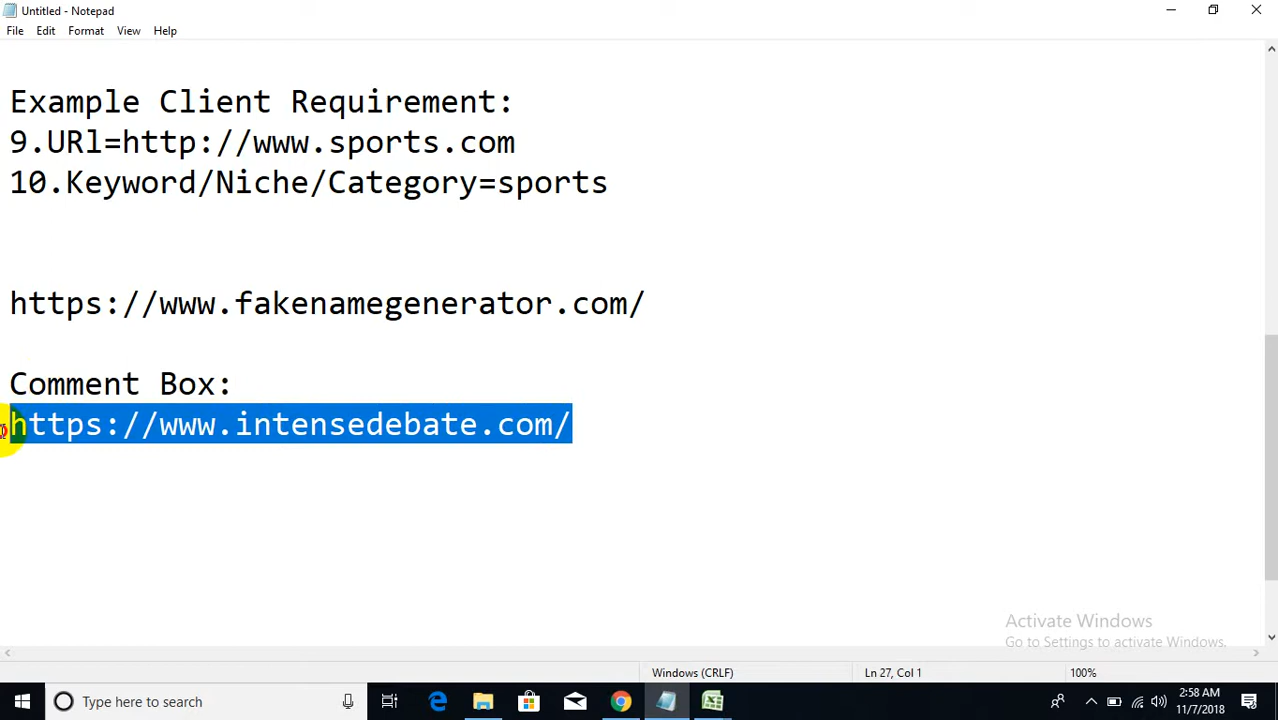 Untitled - Notepad
File Edit Format View Help
Example Client Requirement:
9.URl=http://www.sports.com
10.Keyword/Niche/Category=sports
https://www.fakenamegenerator.com/
Comment Box:
https://www.intensedebate.com/
Activate Windows
Go to Settings to activate Windows.
Windows (CRLF) Ln 27, Col 1 100%
Type here to search
2:58 AM
11/7/2018